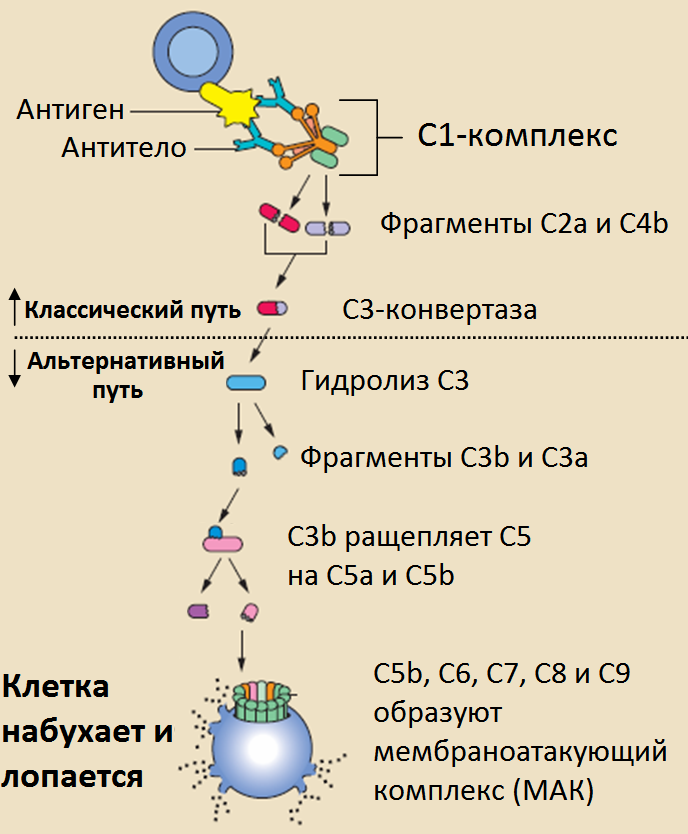 Антиген
Антитело
С1-комплекс
Фрагменты С2а и С4b
Классический путь
С3-конвертаза
Альтернативный
путь
Гидролиз С3
Фрагменты С3b и С3а
С3b ращепляет С5
на С5а и С5b
Клетка
набухает и
лопается
С5b, С6, С7, С8 и С9
образуют
мембраноатакующий
комплекс (МАК)